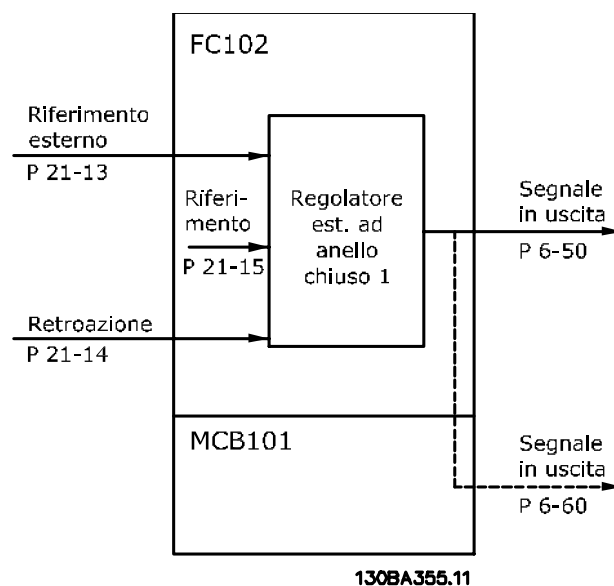 FC102
Riferimento
esterno
P 21-13
Riferi-
mento
P 21-15
Retroazione
P 21-14
Regolatore
est. ad
anello
chiuso 1
Segnale
in uscita
P 6-50
MCB101
Segnale
in uscita
P 6-60
130BA355.11